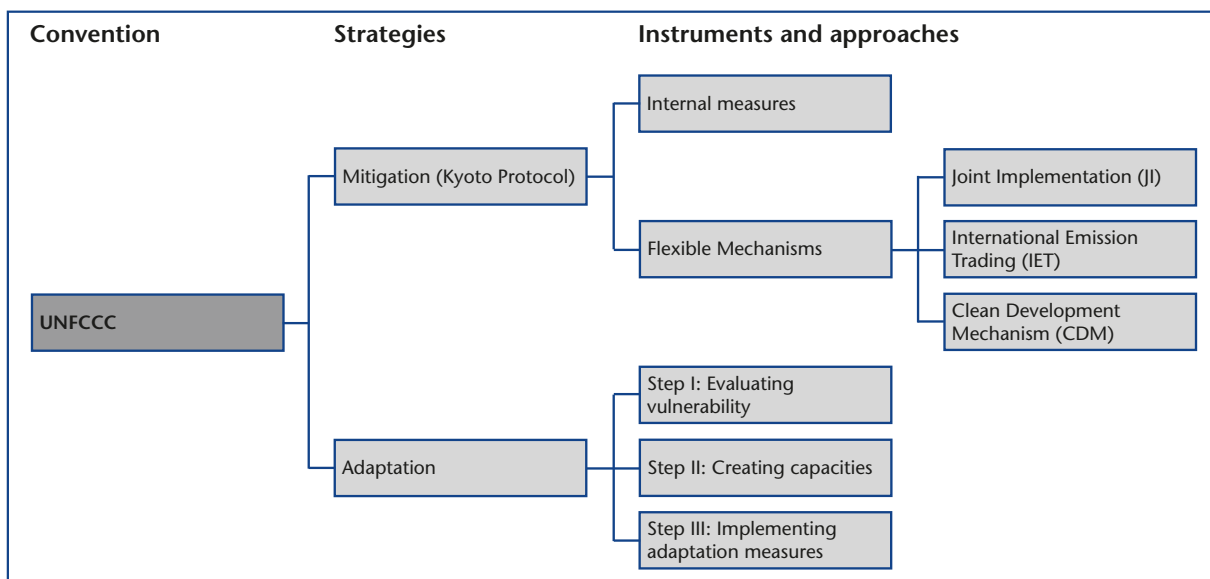 Convention
Strategies
Instruments and approaches
Internal measures
Mitigation (Kyoto Protocol)
Joint Implementation (JI)
Flexible Mechanisms
International Emission
Trading (IET)
Clean Development
Mechanism (CDM)
UNFCCC
Step I: Evaluating
vulnerability
Adaptation
Step II: Creating capacities
Step III: Implementing
adaptation measures